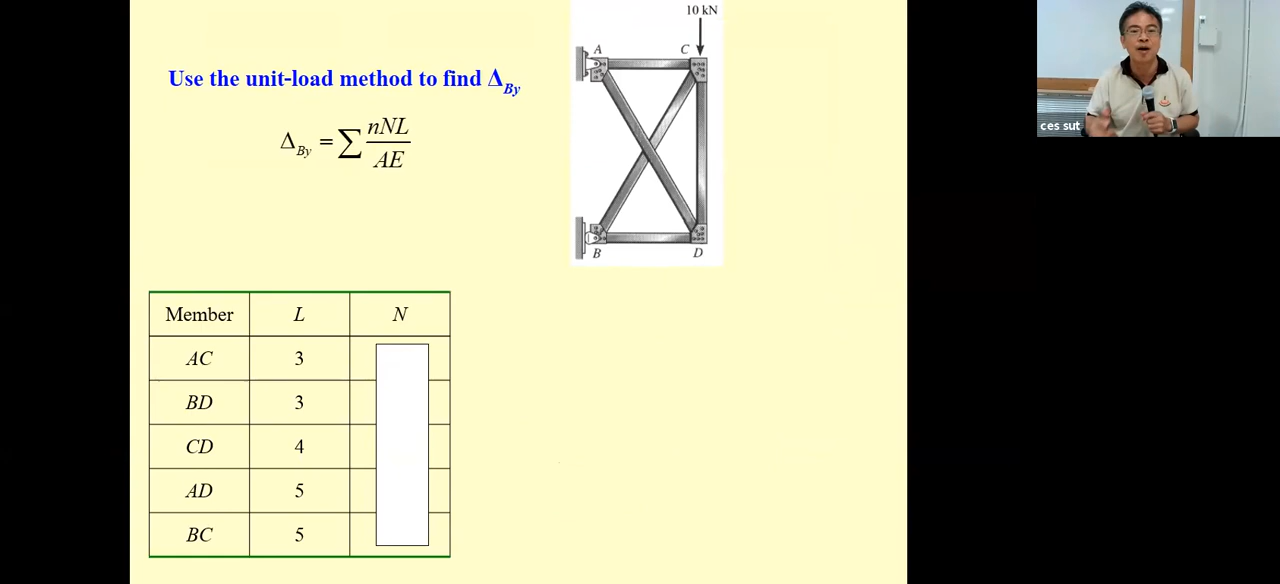 10 kN
A
C
Use the unit-load method to find Δ_By
Δ_By = ∑ nNL / AE
B
D
Member L N
AC 3
BD 3
CD 4
AD 5
BC 5
ces sut